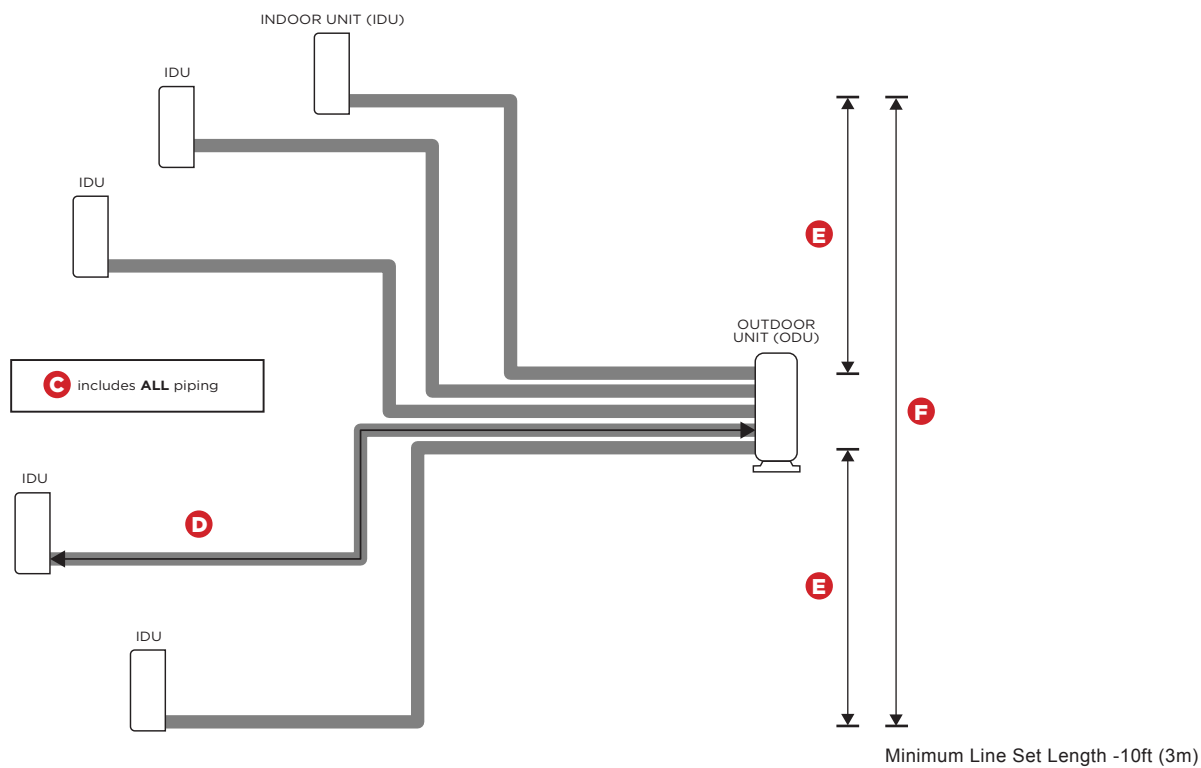 INDOOR UNIT (IDU)
IDU
IDU
E
OUTDOOR
UNIT (ODU)
C includes ALL piping
F
IDU
D
E
IDU
Minimum Line Set Length -10ft (3m)